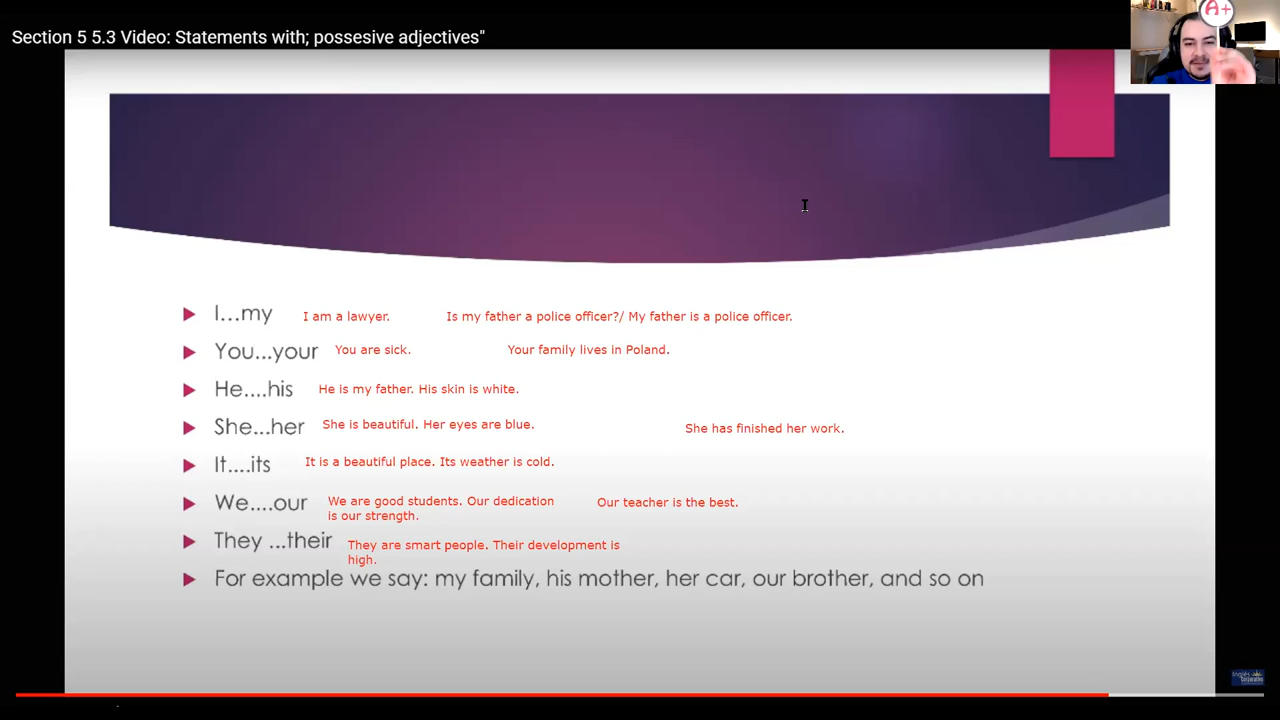 Section 5 5.3 Video: Statements with; possesive adjectives"
A+
I...my I am a lawyer. Is my father a police officer?/ My father is a police officer.
You...your You are sick. Your family lives in Poland.
He....his He is my father. His skin is white.
She...her She is beautiful. Her eyes are blue. She has finished her work.
It....its It is a beautiful place. Its weather is cold.
We....our We are good students. Our dedication Our teacher is the best.
is our strength.
They ...their They are smart people. Their development is
high.
For example we say: my family, his mother, her car, our brother, and so on
Inglés
Corporativo